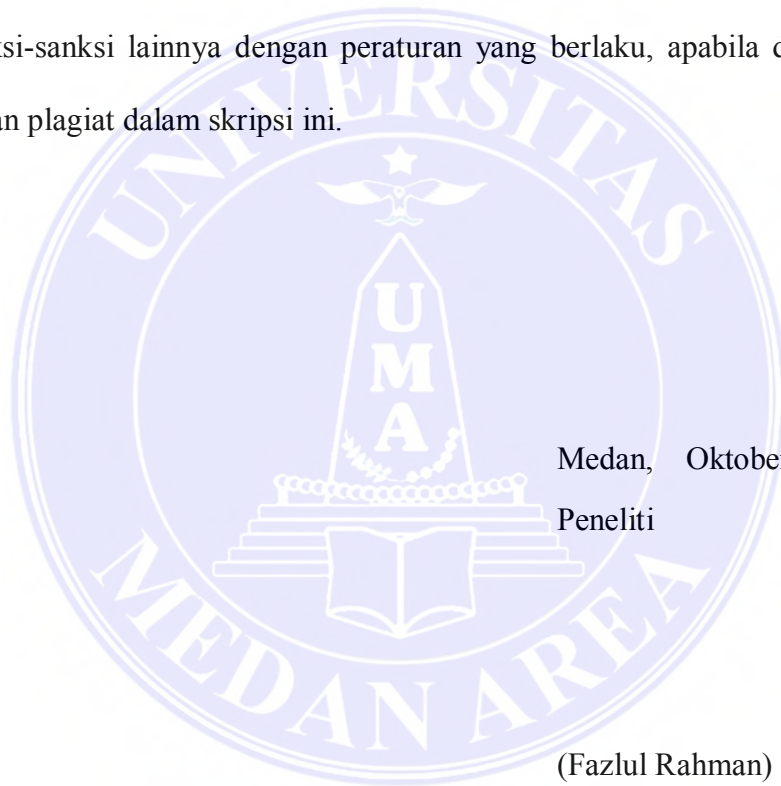 ksi-sanksi lainnya dengan peraturan yang berlaku, apabila
an plagiat dalam skripsi ini.
UNIVERSITAS
U
M
A
Medan, Oktober
Peneliti
MEDAN AREA
(Fazlul Rahman)